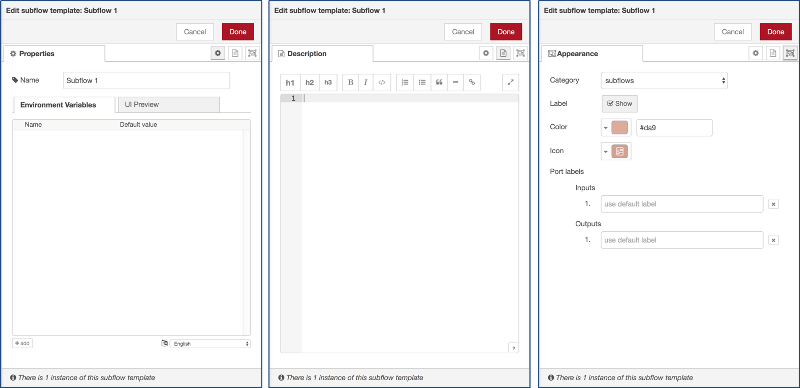 Edit subflow template: Subflow 1
Cancel
Done
Properties
Name
Subflow 1
Environment Variables
UI Preview
Name Default value
add
English
There is 1 instance of this subflow template
Edit subflow template: Subflow 1
Cancel
Done
Description
h1 h2 h3 B I </>
1
?
There is 1 instance of this subflow template
Edit subflow template: Subflow 1
Cancel
Done
Appearance
Category
subflows
Label
Show
Color
#da9
Icon
Port labels
Inputs
1. use default label x
Outputs
1. use default label x
There is 1 instance of this subflow template